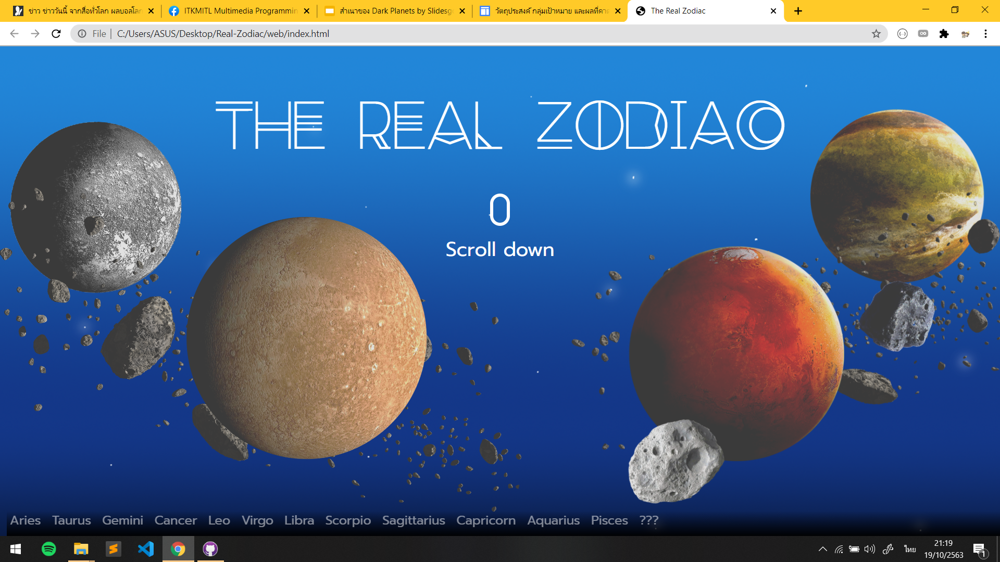 ข่าว ข่าววันนี้ จากสื่อทั่วโลก ผลบอลโลก
ITKMITL Multimedia Programmin
สำเนาของ Dark Planets by Slidesgo
วัตถุประสงค์ กลุ่มเป้าหมาย และผลที่คาด
The Real Zodiac
File
C:/Users/ASUS/Desktop/Real-Zodiac/web/index.html
THE REAL ZODIAC
Scroll down
Aries Taurus Gemini Cancer Leo Virgo Libra Scorpio Sagittarius Capricorn Aquarius Pisces ???
ไทย
21:19
19/10/2563
1